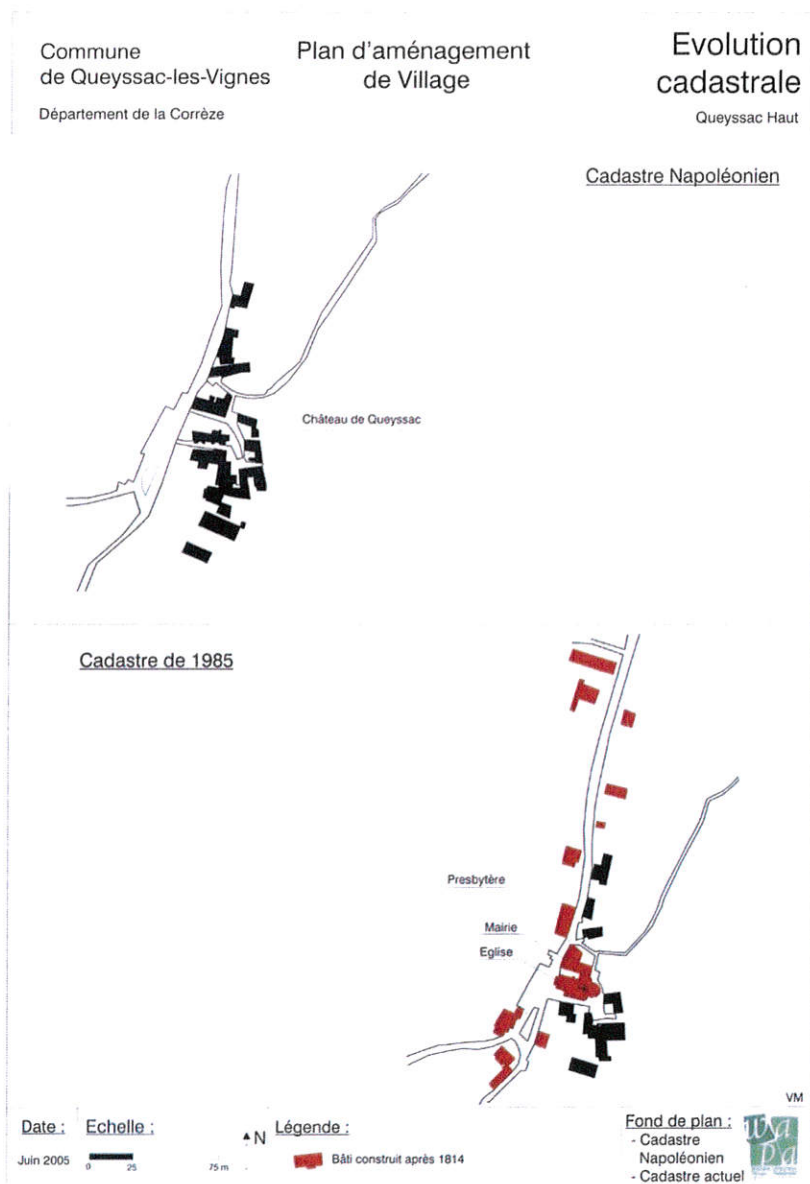 Commune
de Queyssac-les-Vignes
Département de la Corrèze
Plan d'aménagement
de Village
Evolution
cadastrale
Queyssac Haut
Cadastre Napoléonien
Château de Queyssac
Cadastre de 1985
Presbytère
Mairie
Eglise
VM
Date :
Juin 2005
Echelle :
0 25 75 m
N
Légende :
Bâti construit après 1814
Fond de plan :
- Cadastre
Napoléonien
- Cadastre actuel